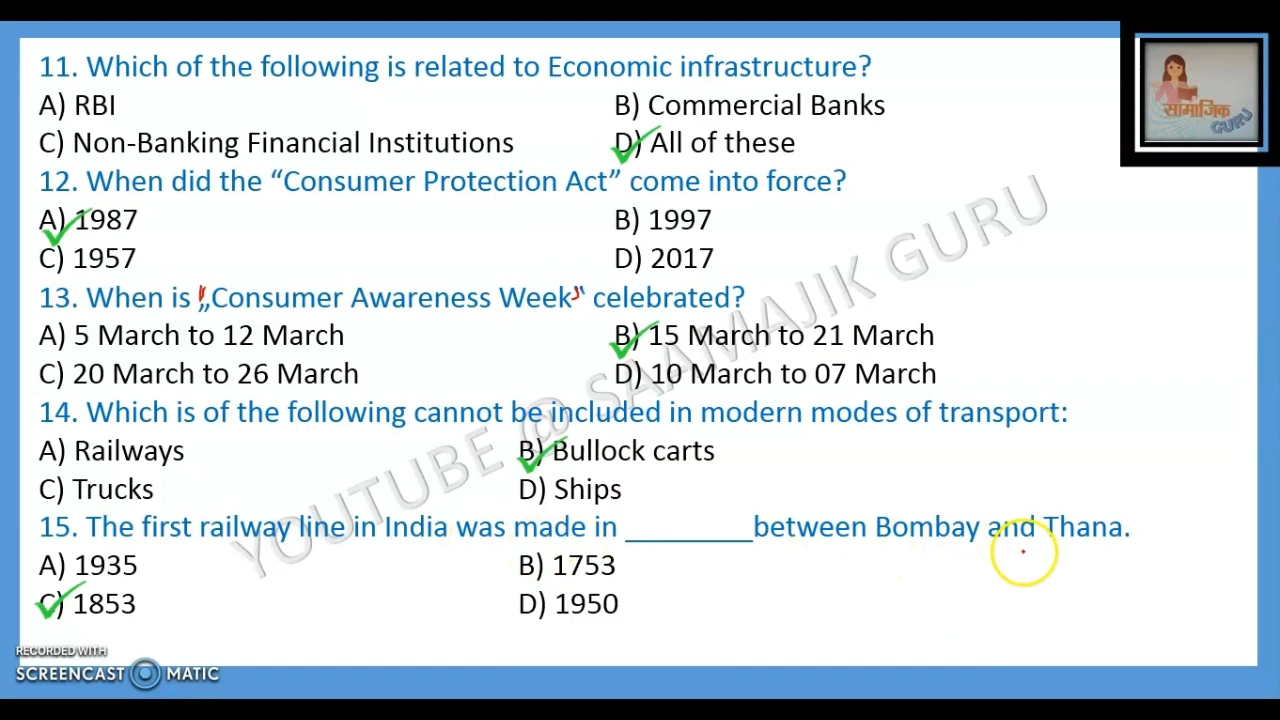 11. Which of the following is related to Economic infrastructure?
A) RBI B) Commercial Banks
C) Non-Banking Financial Institutions D) All of these
12. When did the “Consumer Protection Act” come into force?
A) 1987 B) 1997
C) 1957 D) 2017
13. When is „Consumer Awareness Week‟ celebrated?
A) 5 March to 12 March B) 15 March to 21 March
C) 20 March to 26 March D) 10 March to 07 March
14. Which is of the following cannot be included in modern modes of transport:
A) Railways B) Bullock carts
C) Trucks D) Ships
15. The first railway line in India was made in _________between Bombay and Thana.
A) 1935 B) 1753
C) 1853 D) 1950
YOUTUBE @ SAAMAJIK GURU
सामाजिक
GURU
RECORDED WITH
SCREENCAST MATIC